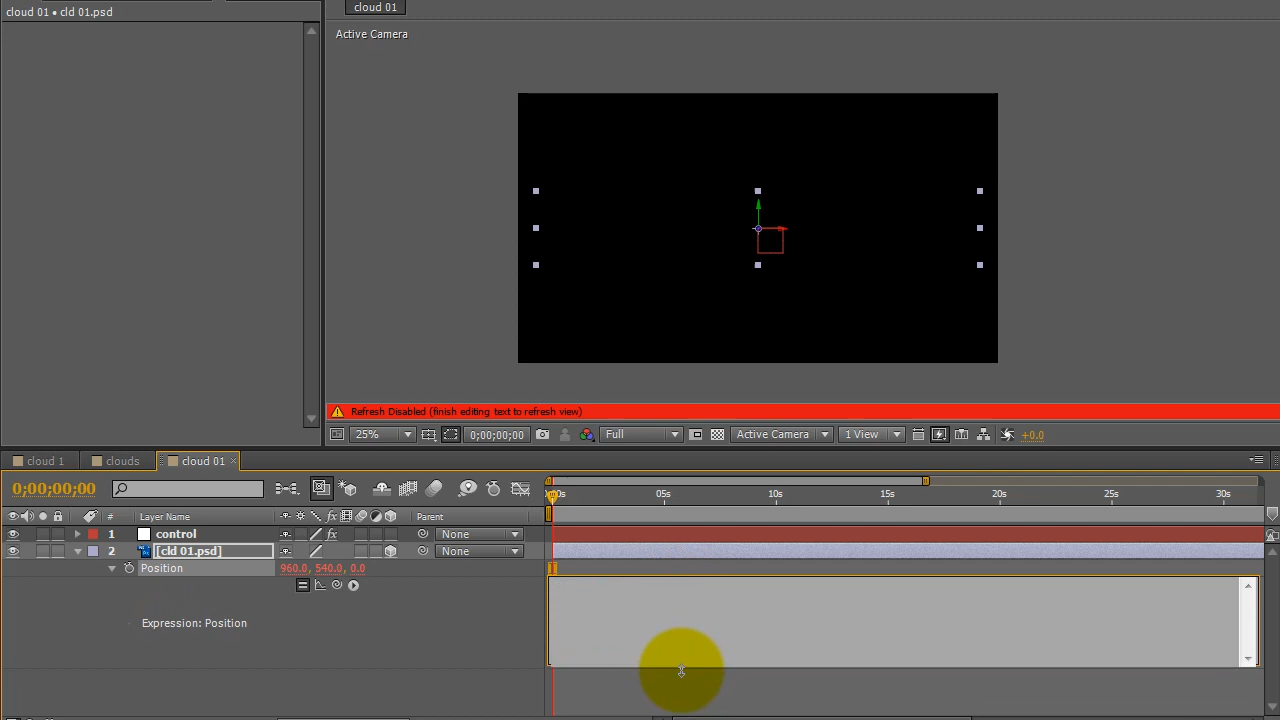 cloud 01 • cld 01.psd
cloud 01
Active Camera
Refresh Disabled (finish editing text to refresh view)
25%
0;00;00;00
Full
Active Camera
1 View
+0.0
cloud 1
clouds
cloud 01
0;00;00;00
05s
10s
15s
20s
25s
30s
#
Layer Name
fx
Parent
1
control
fx
None
2
[cld 01.psd]
None
Position
960.0, 540.0, 0.0
Expression: Position